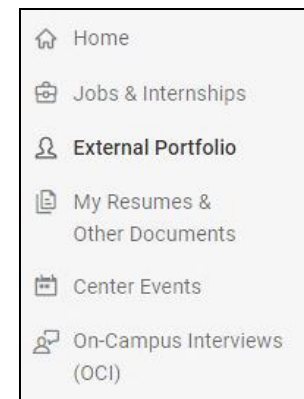 Home
Jobs & Internships
External Portfolio
My Resumes &
Other Documents
Center Events
On-Campus Interviews
(OCI)